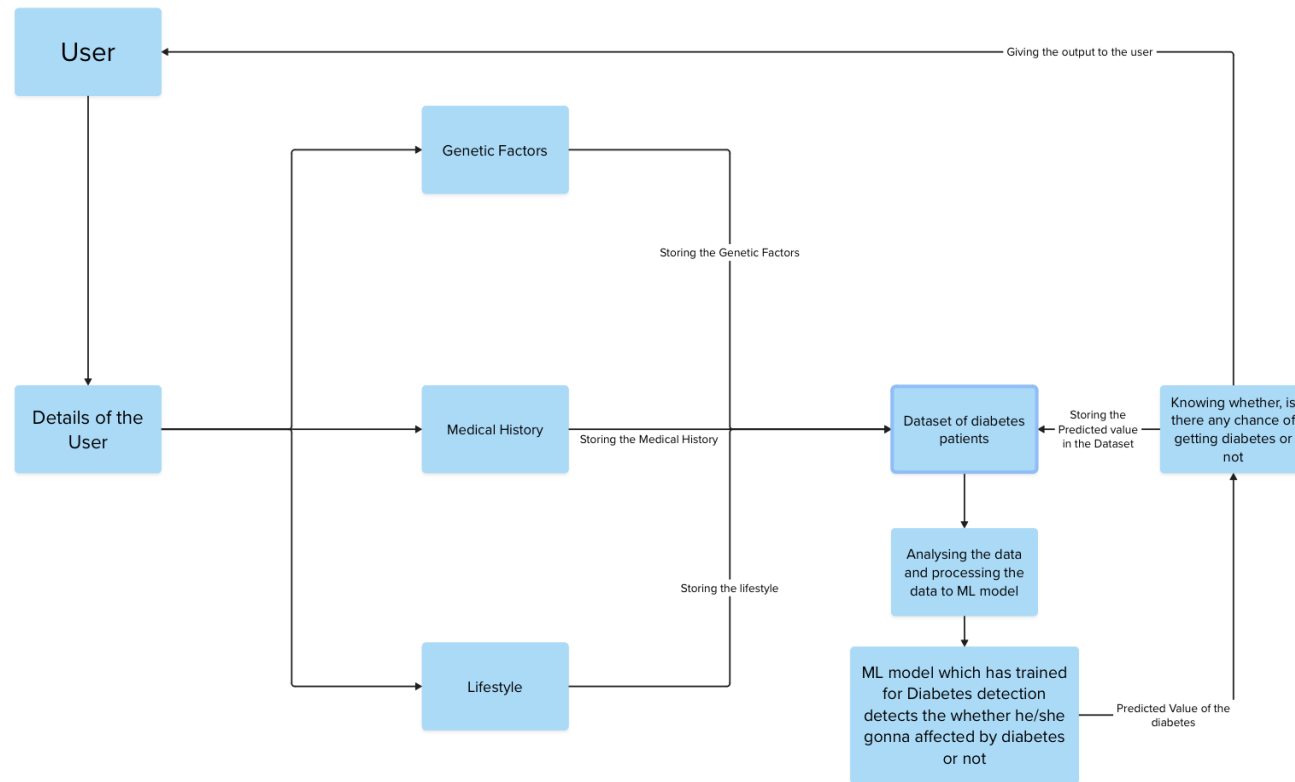 User
Giving the output to the user
Genetic Factors
Storing the Genetic Factors
Details of the
User
Medical History
Storing the Medical History
Dataset of diabetes
patients
Storing the
Predicted value
in the Dataset
Knowing whether, is
there any chance of
getting diabetes or
not
Analysing the data
and processing the
data to ML model
Storing the lifestyle
Lifestyle
ML model which has trained
for Diabetes detection
detects the whether he/she
gonna affected by diabetes
or not
Predicted Value of the
diabetes